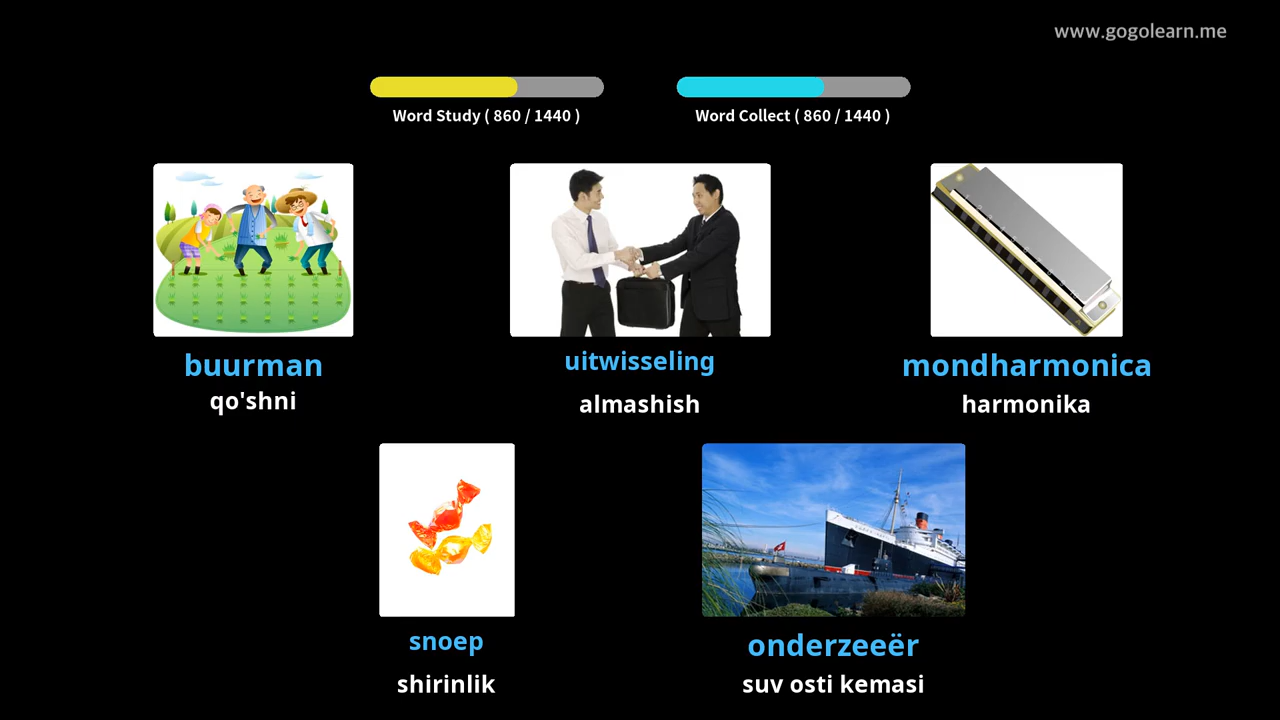 www.gogolearn.me
Word Study ( 860 / 1440 )
Word Collect ( 860 / 1440 )
buurman
qo'shni
uitwisseling
almashish
mondharmonica
harmonika
snoep
shirinlik
onderzeeër
suv osti kemasi